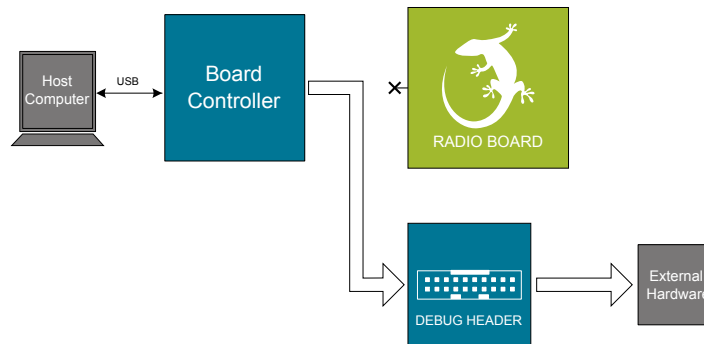 Host
Computer
USB
Board
Controller
RADIO BOARD
DEBUG HEADER
External
Hardware